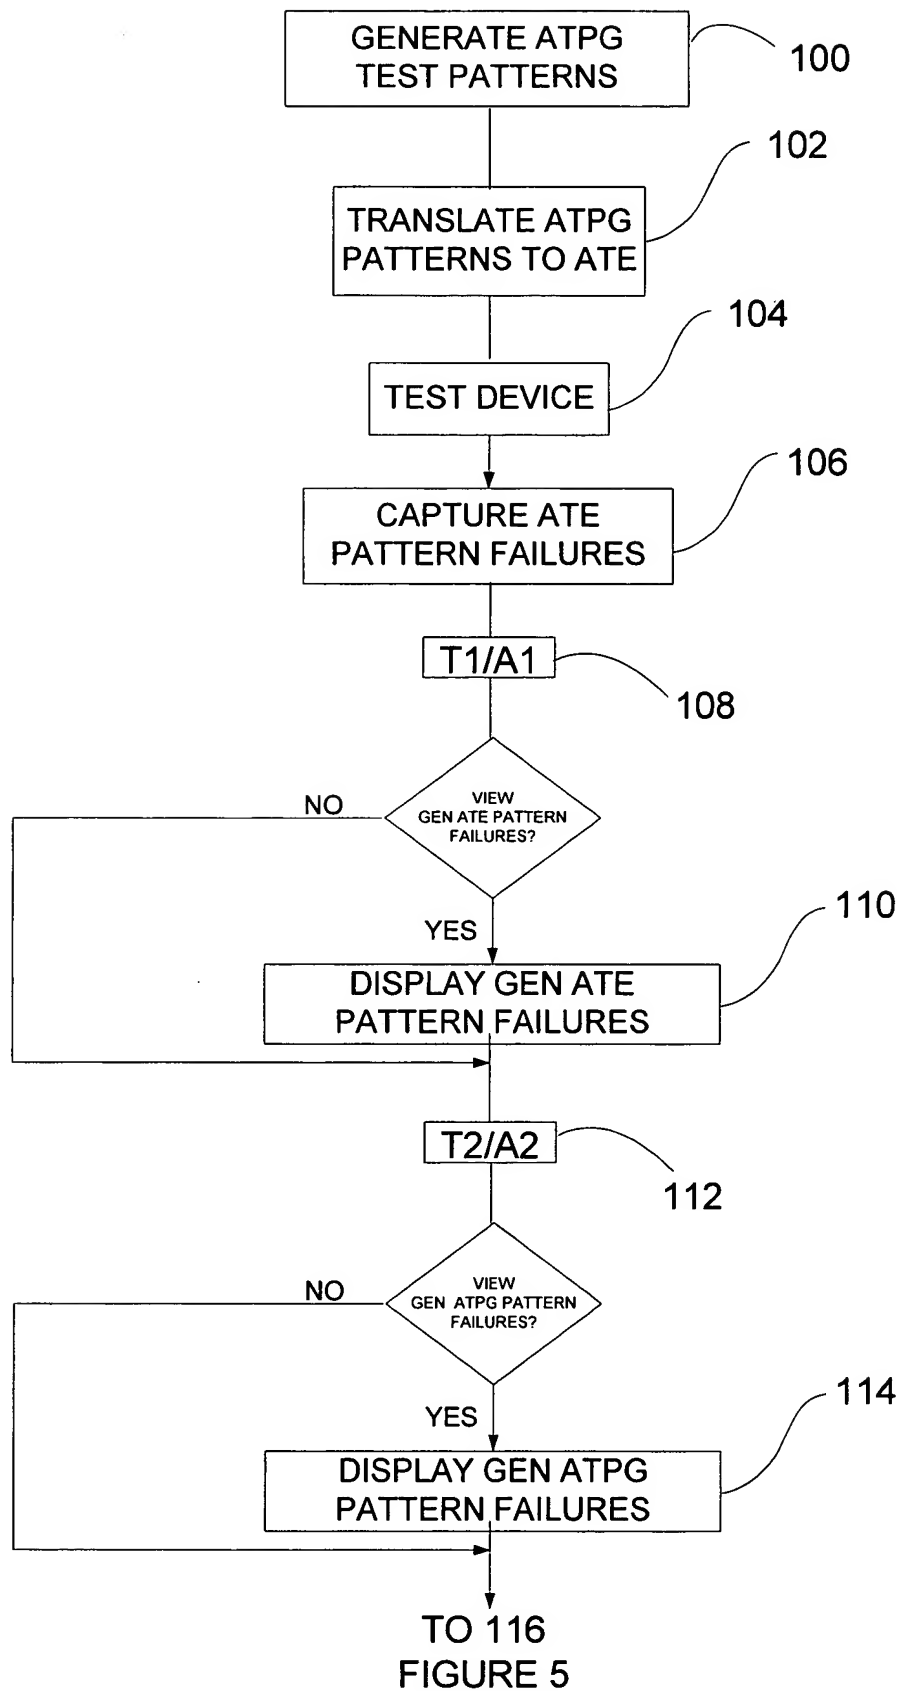 GENERATE ATPG
TEST PATTERNS
100
102
TRANSLATE ATPG
PATTERNS TO ATE
104
TEST DEVICE
106
CAPTURE ATE
PATTERN FAILURES
T1/A1
108
VIEW
GEN ATE PATTERN
FAILURES?
NO
YES
110
DISPLAY GEN ATE
PATTERN FAILURES
T2/A2
112
VIEW
GEN ATPG PATTERN
FAILURES?
NO
YES
114
DISPLAY GEN ATPG
PATTERN FAILURES
TO 116
FIGURE 5